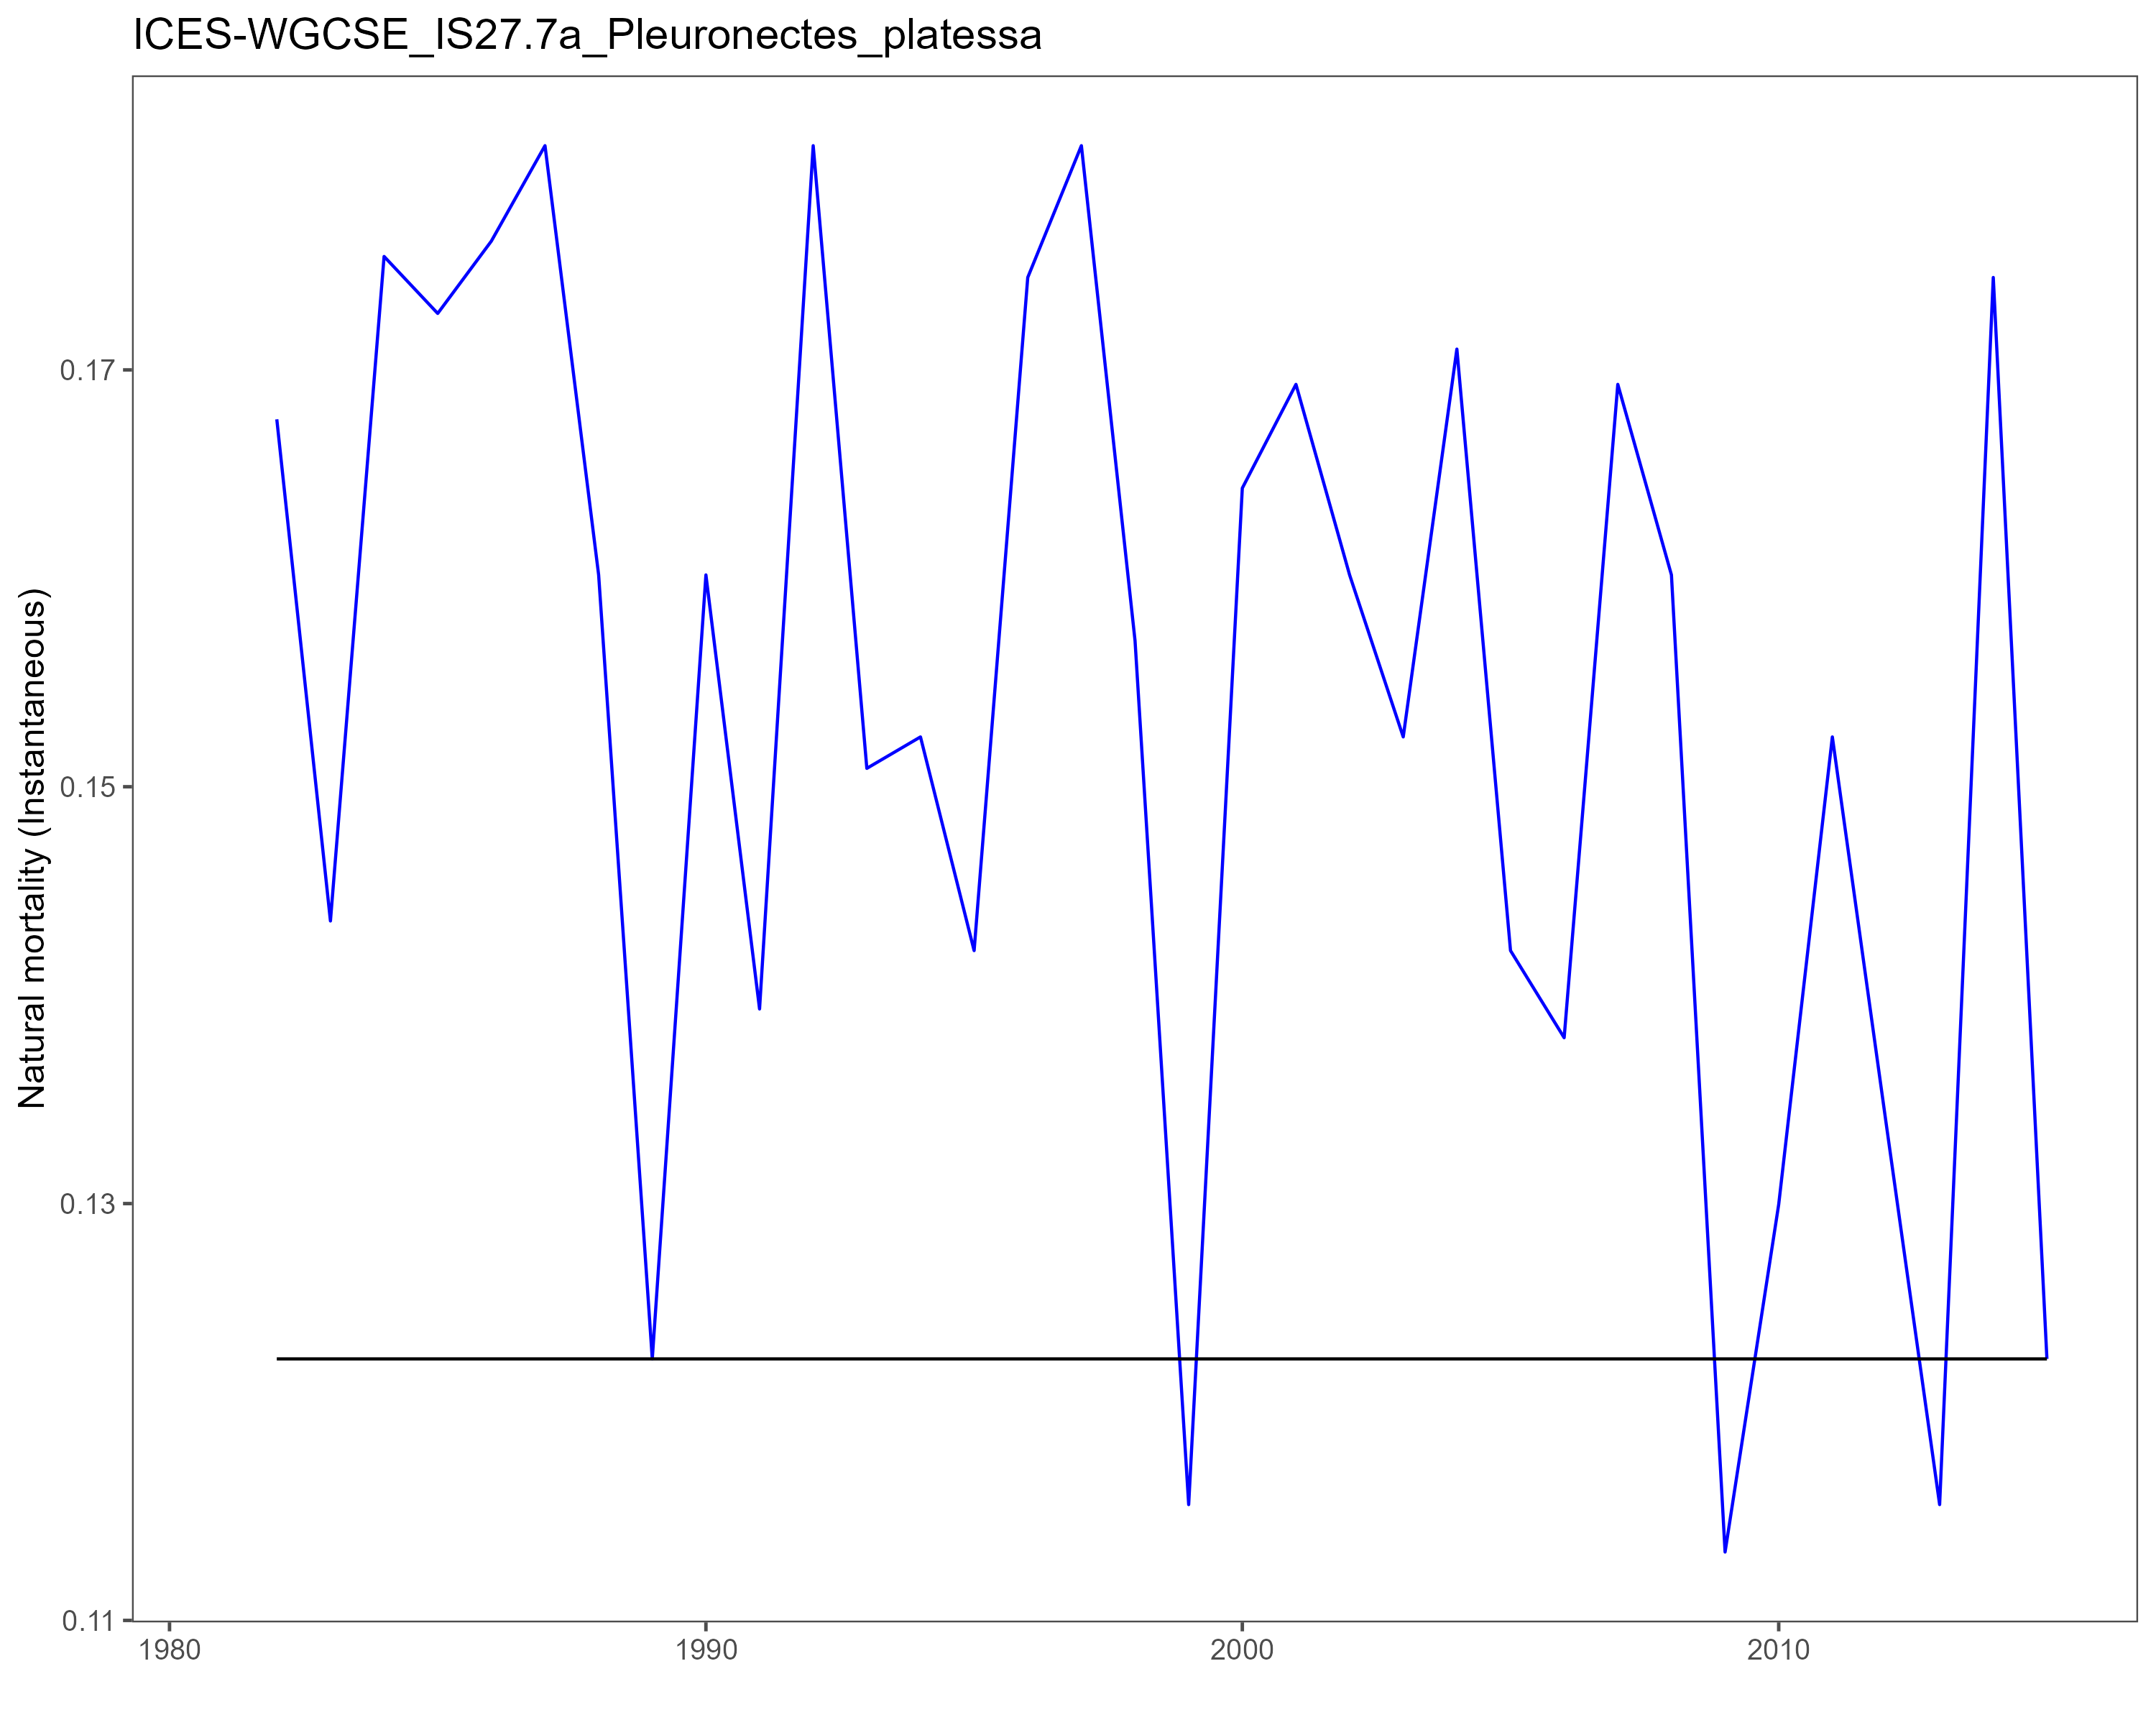 ICES-WGCSE_IS27.7a_Pleuronectes_platessa
Natural mortality (Instantaneous)
0.17
0.15
0.13
0.11
1980 1990 2000 2010